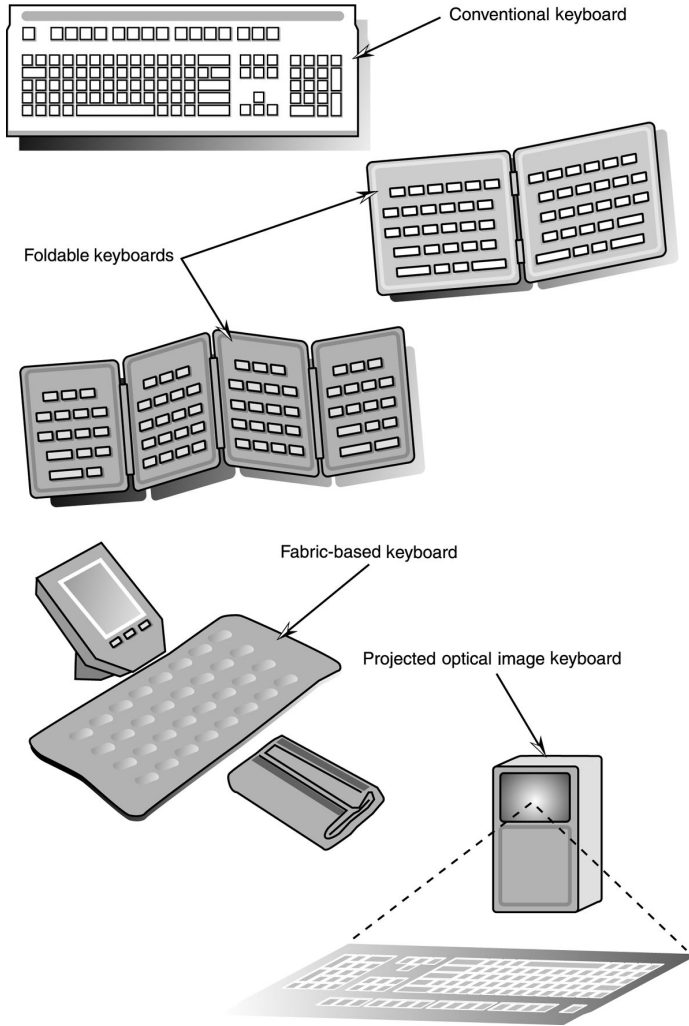 Conventional keyboard
Foldable keyboards
Fabric-based keyboard
Projected optical image keyboard